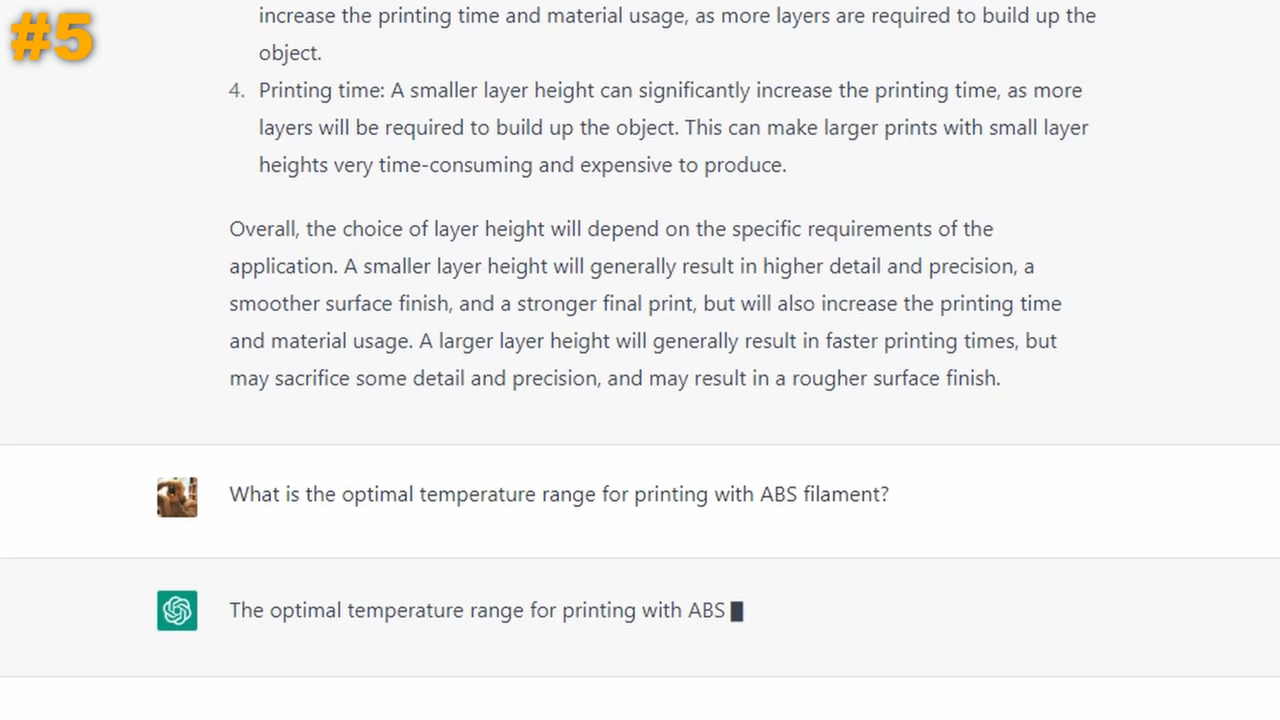 #5
increase the printing time and material usage, as more layers are required to build up the
object.
4. Printing time: A smaller layer height can significantly increase the printing time, as more
layers will be required to build up the object. This can make larger prints with small layer
heights very time-consuming and expensive to produce.
Overall, the choice of layer height will depend on the specific requirements of the
application. A smaller layer height will generally result in higher detail and precision, a
smoother surface finish, and a stronger final print, but will also increase the printing time
and material usage. A larger layer height will generally result in faster printing times, but
may sacrifice some detail and precision, and may result in a rougher surface finish.
What is the optimal temperature range for printing with ABS filament?
The optimal temperature range for printing with ABS